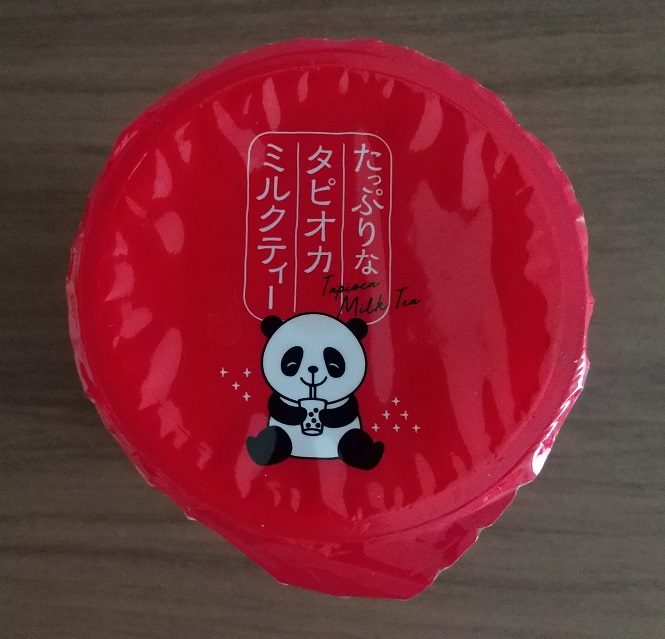 たっぷりな
タピオカ
ミルクティー
Tapioca
Milk Tea